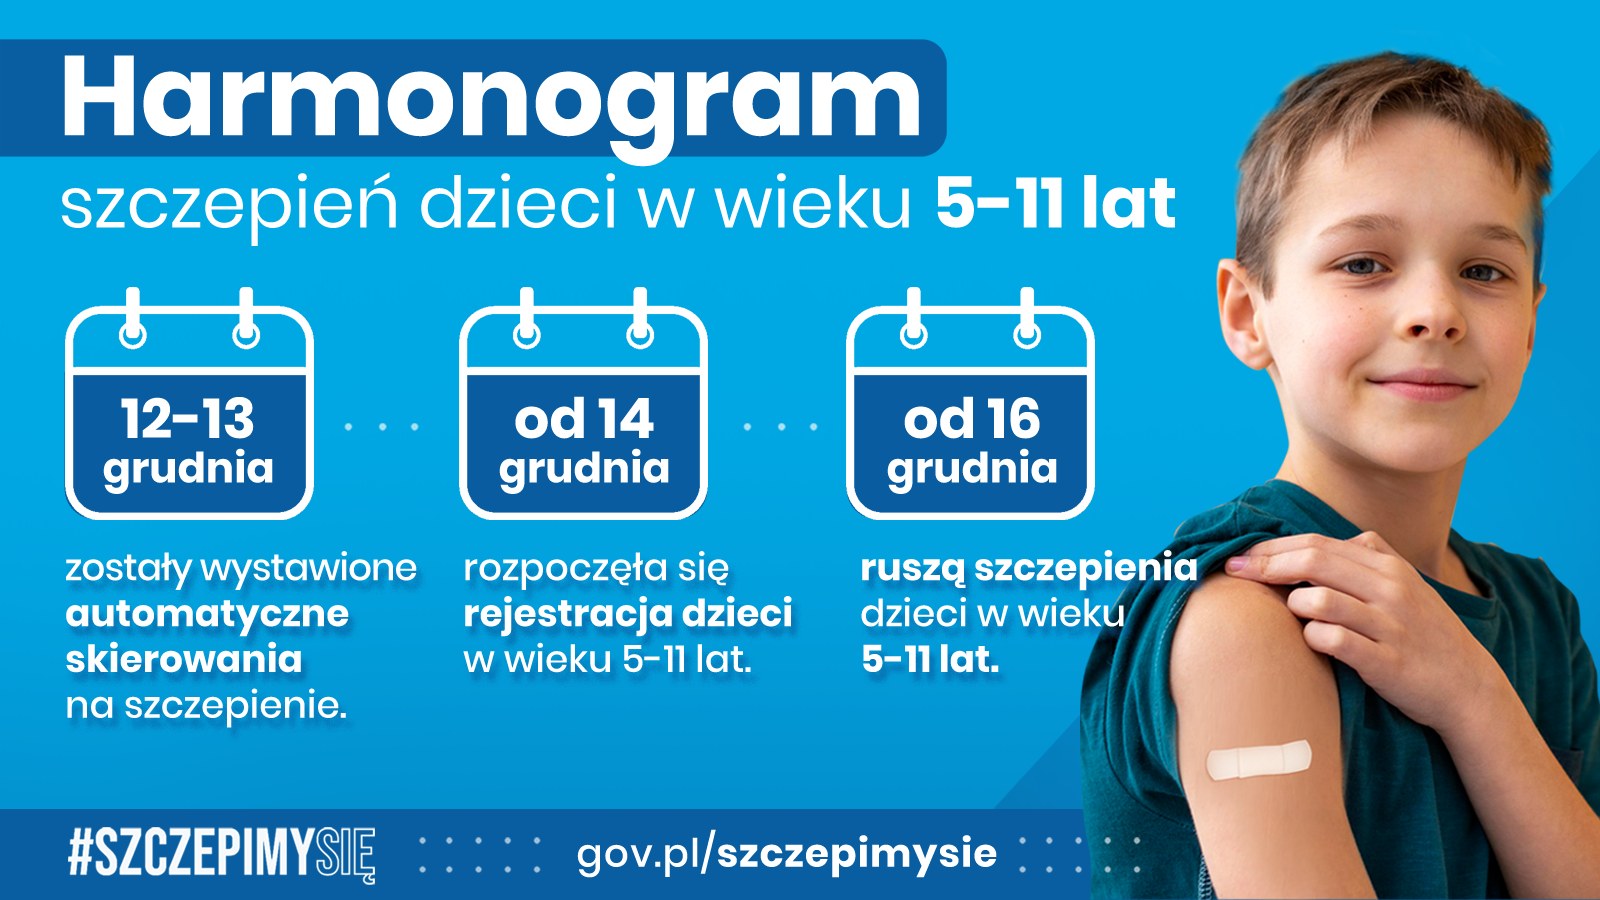 Harmonogram
szczepień dzieci w wieku 5-11 lat
12-13
grudnia
zostały wystawione
automatyczne
skierowania
na szczepienie.
od 14
grudnia
rozpoczęła się
rejestracja dzieci
w wieku 5-11 lat.
od 16
grudnia
ruszą szczepienia
dzieci w wieku
5-11 lat.
#SZCZEPIMYSIĘ
gov.pl/szczepimysie